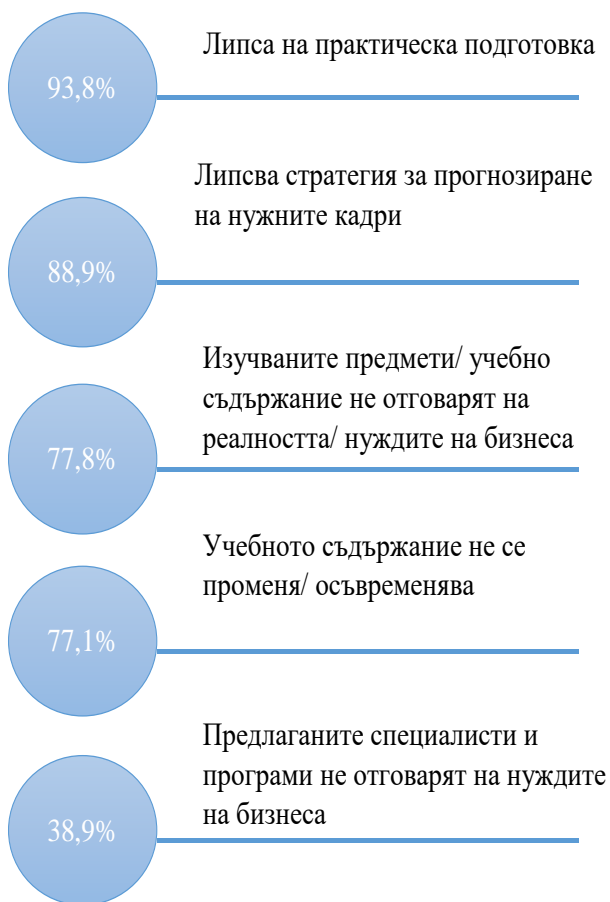 Липса на практическа подготовка
93,8%
Липсва стратегия за прогнозиране
на нужните кадри
88,9%
Изучваните предмети/ учебно
съдържание не отговарят на
реалността/ нуждите на бизнеса
77,8%
Учебното съдържание не се
променя/ осъвременява
77,1%
Предлаганите специалисти и
програми не отговарят на нуждите
на бизнеса
38,9%